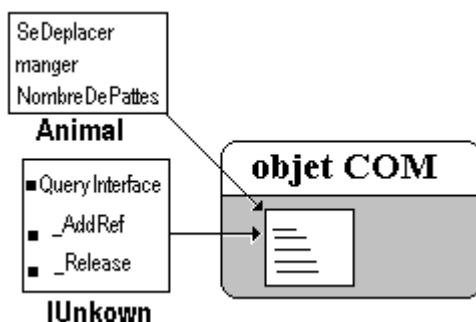 SeDeplacer
manger
NombreDePattes
Animal
QueryInterface
_AddRef
_Release
IUnkown
objet COM